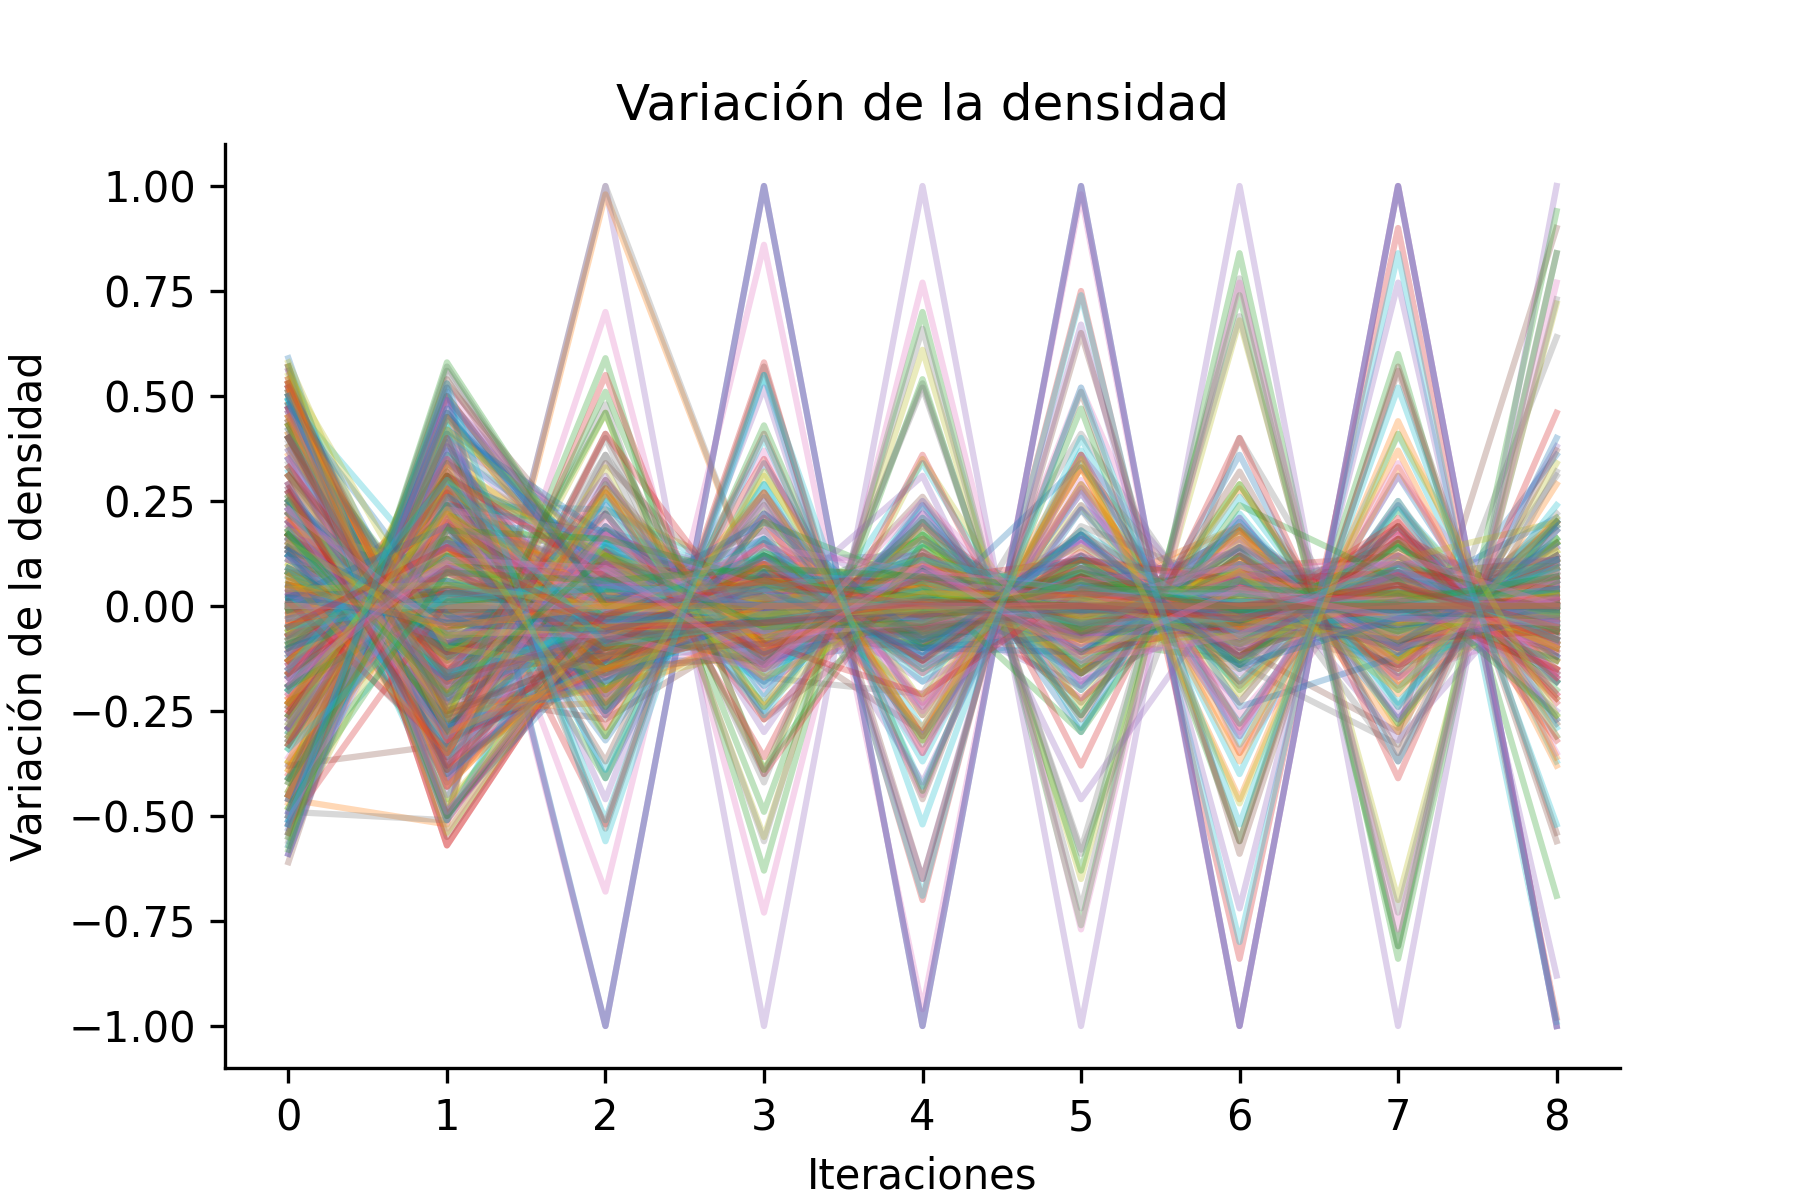 Variación de la densidad
Variación de la densidad
1.00
0.75
0.50
0.25
0.00
−0.25
−0.50
−0.75
−1.00
0 1 2 3 4 5 6 7 8
Iteraciones